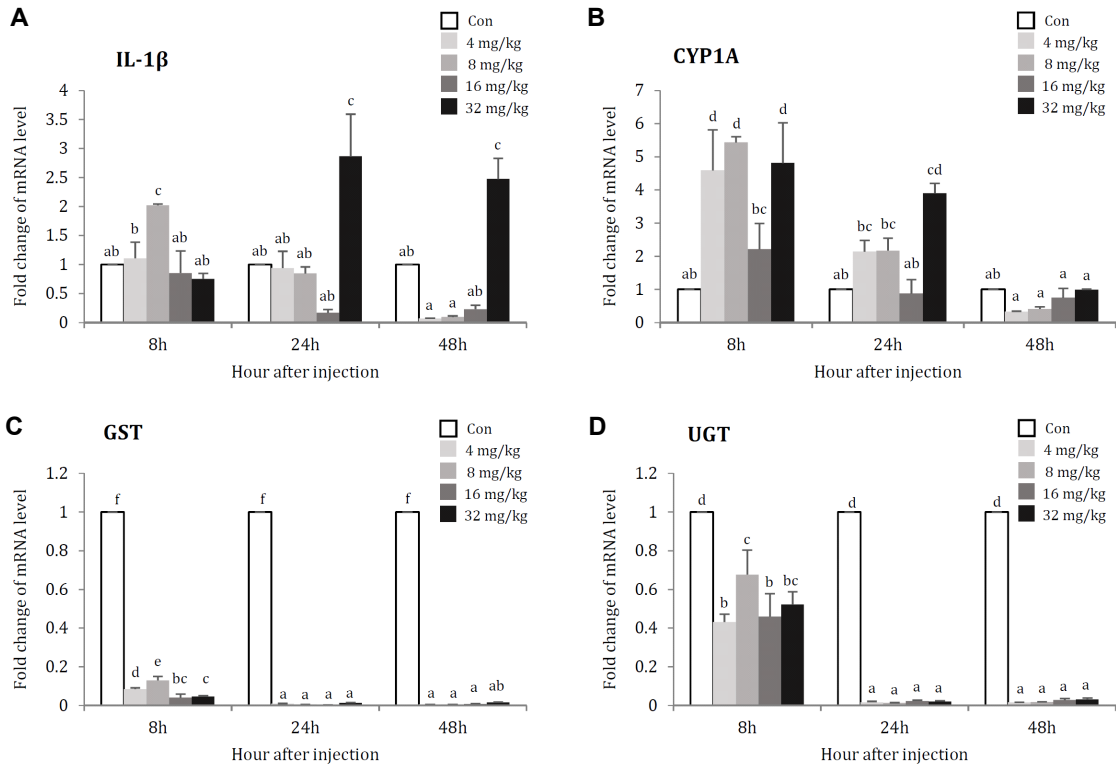 A
IL-1β
Con
4 mg/kg
8 mg/kg
16 mg/kg
32 mg/kg
Fold change of mRNA level
4
3.5
3
2.5
2
1.5
1
0.5
0
ab b c ab ab
ab ab ab ab c
ab a a ab c
8h 24h 48h
Hour after injection
B
CYP1A
Con
4 mg/kg
8 mg/kg
16 mg/kg
32 mg/kg
Fold change of mRNA level
7
6
5
4
3
2
1
0
ab d d bc d
ab bc bc ab cd
ab a a a a
8h 24h 48h
Hour after injection
C
GST
Con
4 mg/kg
8 mg/kg
16 mg/kg
32 mg/kg
Fold change of mRNA level
1.2
1
0.8
0.6
0.4
0.2
0
f d e bc c
f a a a a
f a a a ab
8h 24h 48h
Hour after injection
D
UGT
Con
4 mg/kg
8 mg/kg
16 mg/kg
32 mg/kg
Fold change of mRNA level
1.2
1
0.8
0.6
0.4
0.2
0
d b c b bc
d a a a a
d a a a a
8h 24h 48h
Hour after injection